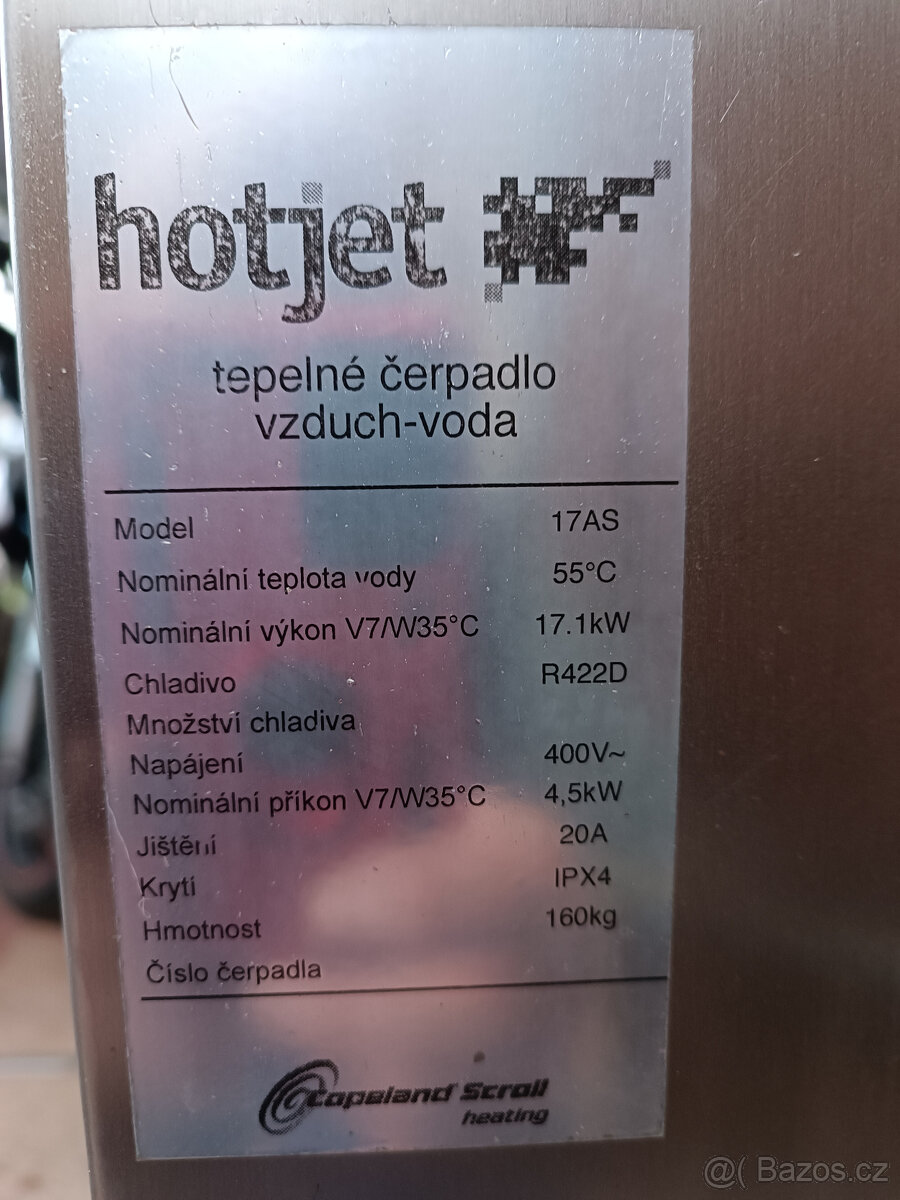 hotjet
tepelné čerpadlo
vzduch-voda
Model 17AS
Nominální teplota vody 55°C
Nominální výkon V7/W35°C 17.1kW
Chladivo R422D
Množství chladiva
Napájení 400V~
Nominální příkon V7/W35°C 4,5kW
Jištění 20A
Krytí IPX4
Hmotnost 160kg
Číslo čerpadla
Copeland Scroll
heating
@( Bazos.cz